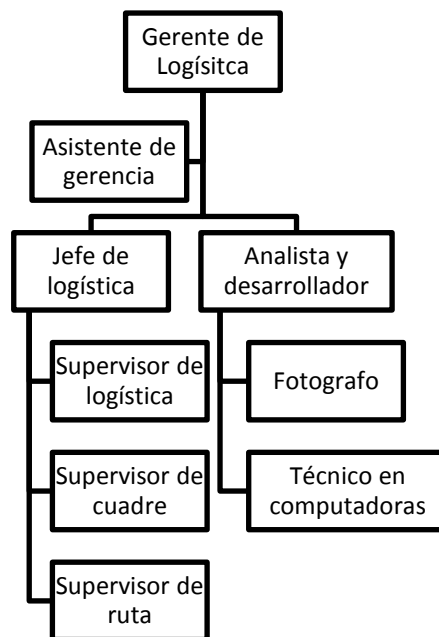 Gerente de
Logísitca
Asistente de
gerencia
Jefe de
logística
Analista y
desarrollador
Supervisor de
logística
Fotografo
Supervisor de
cuadre
Técnico en
computadoras
Supervisor de
ruta